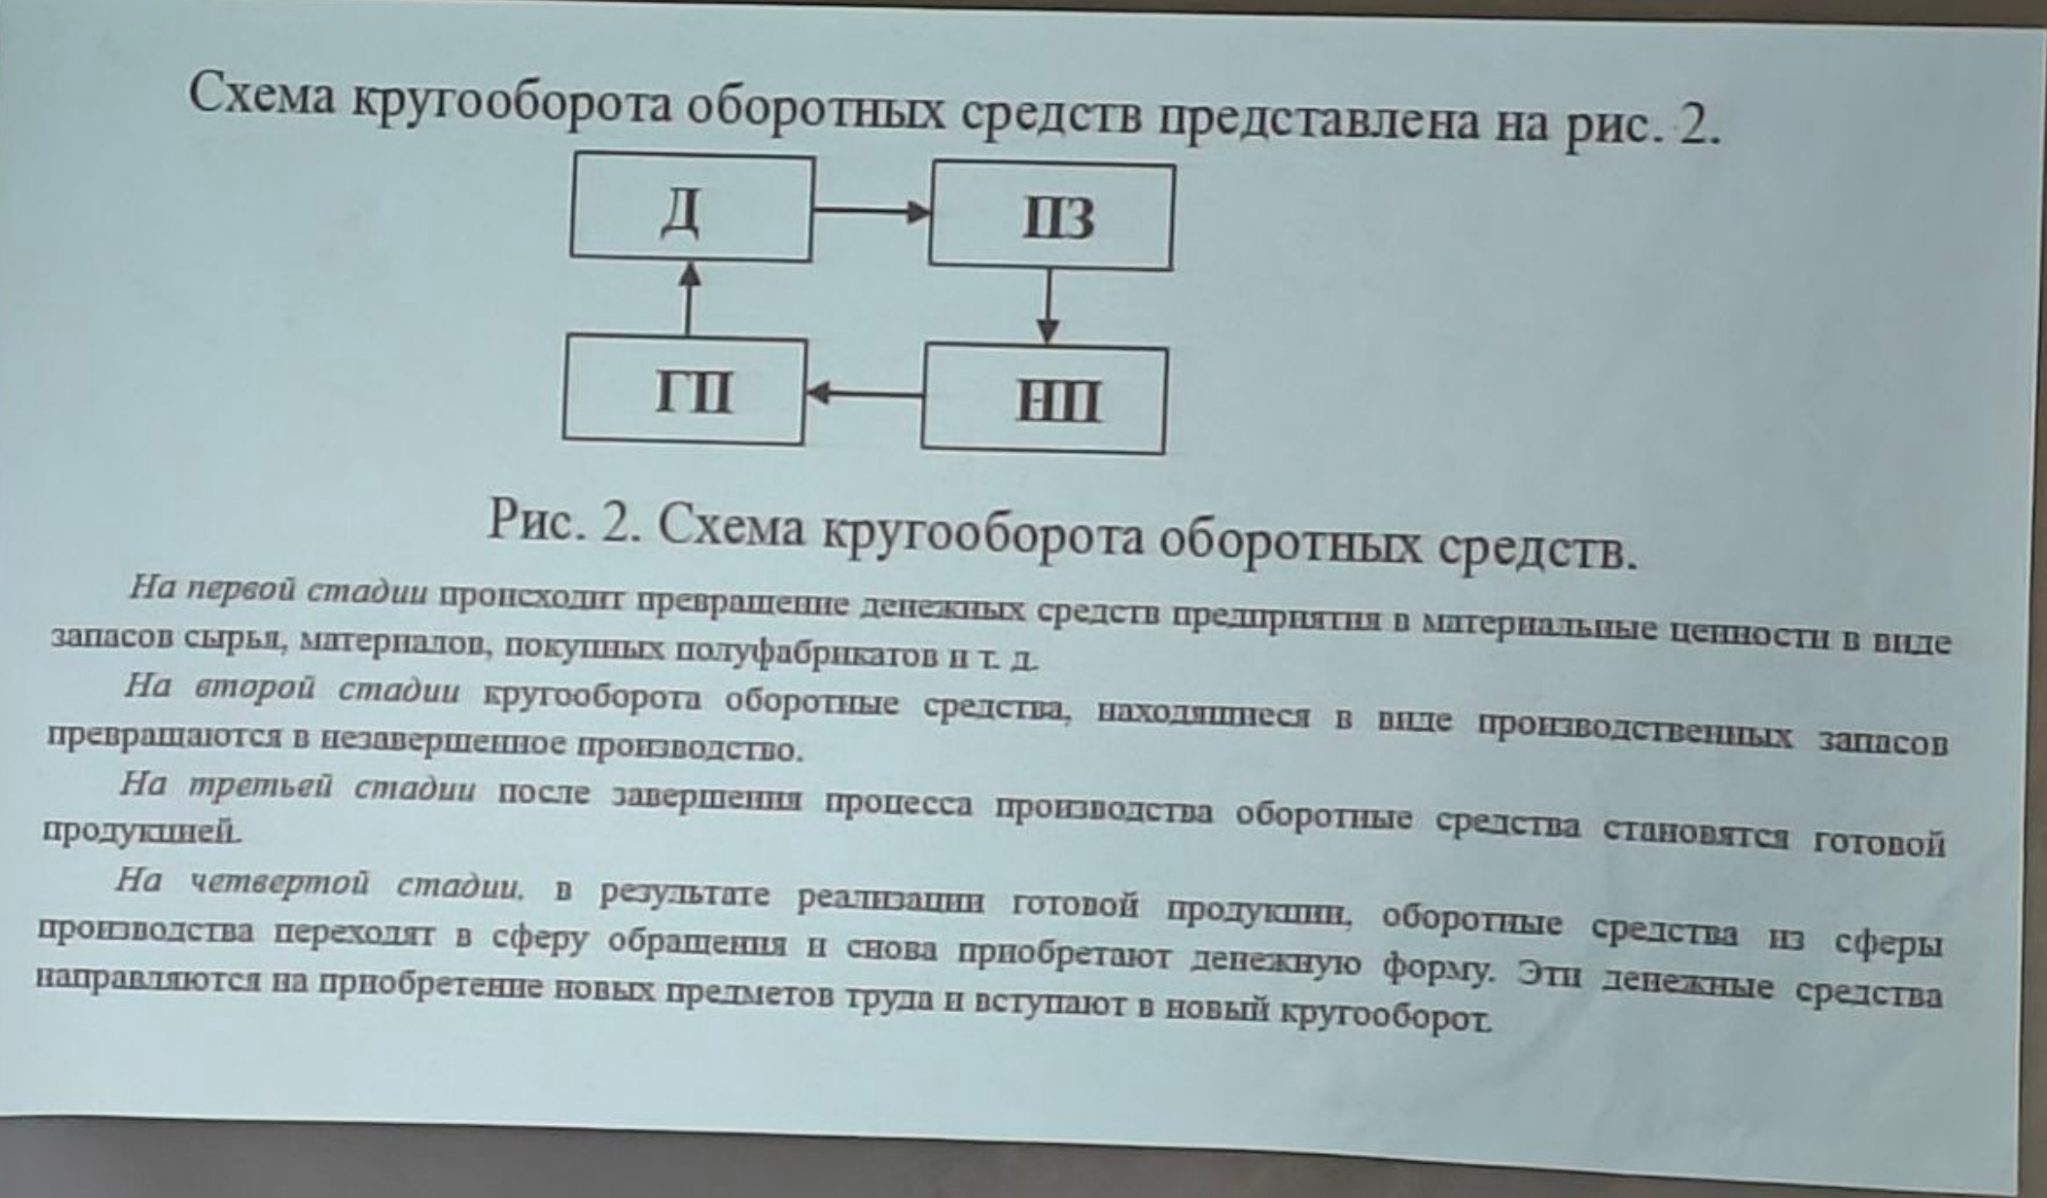 Схема кругооборота оборотных средств представлена на рис. 2.
Д
ПЗ
ГП
НП
Рис. 2. Схема кругооборота оборотных средств.
На первой стадии происходит превращение денежных средств предприятия в материальные ценности в виде
запасов сырья, материалов, покупных полуфабрикатов и т. д.
На второй стадии кругооборота оборотные средства, находящиеся в виде производственных запасов
превращаются в незавершенное производство.
На третьей стадии после завершения процесса производства оборотные средства становятся готовой
продукцией.
На четвертой стадии, в результате реализации готовой продукции, оборотные средства из сферы
производства переходят в сферу обращения и снова приобретают денежную форму. Эти денежные средства
направляются на приобретение новых предметов труда и вступают в новый кругооборот.